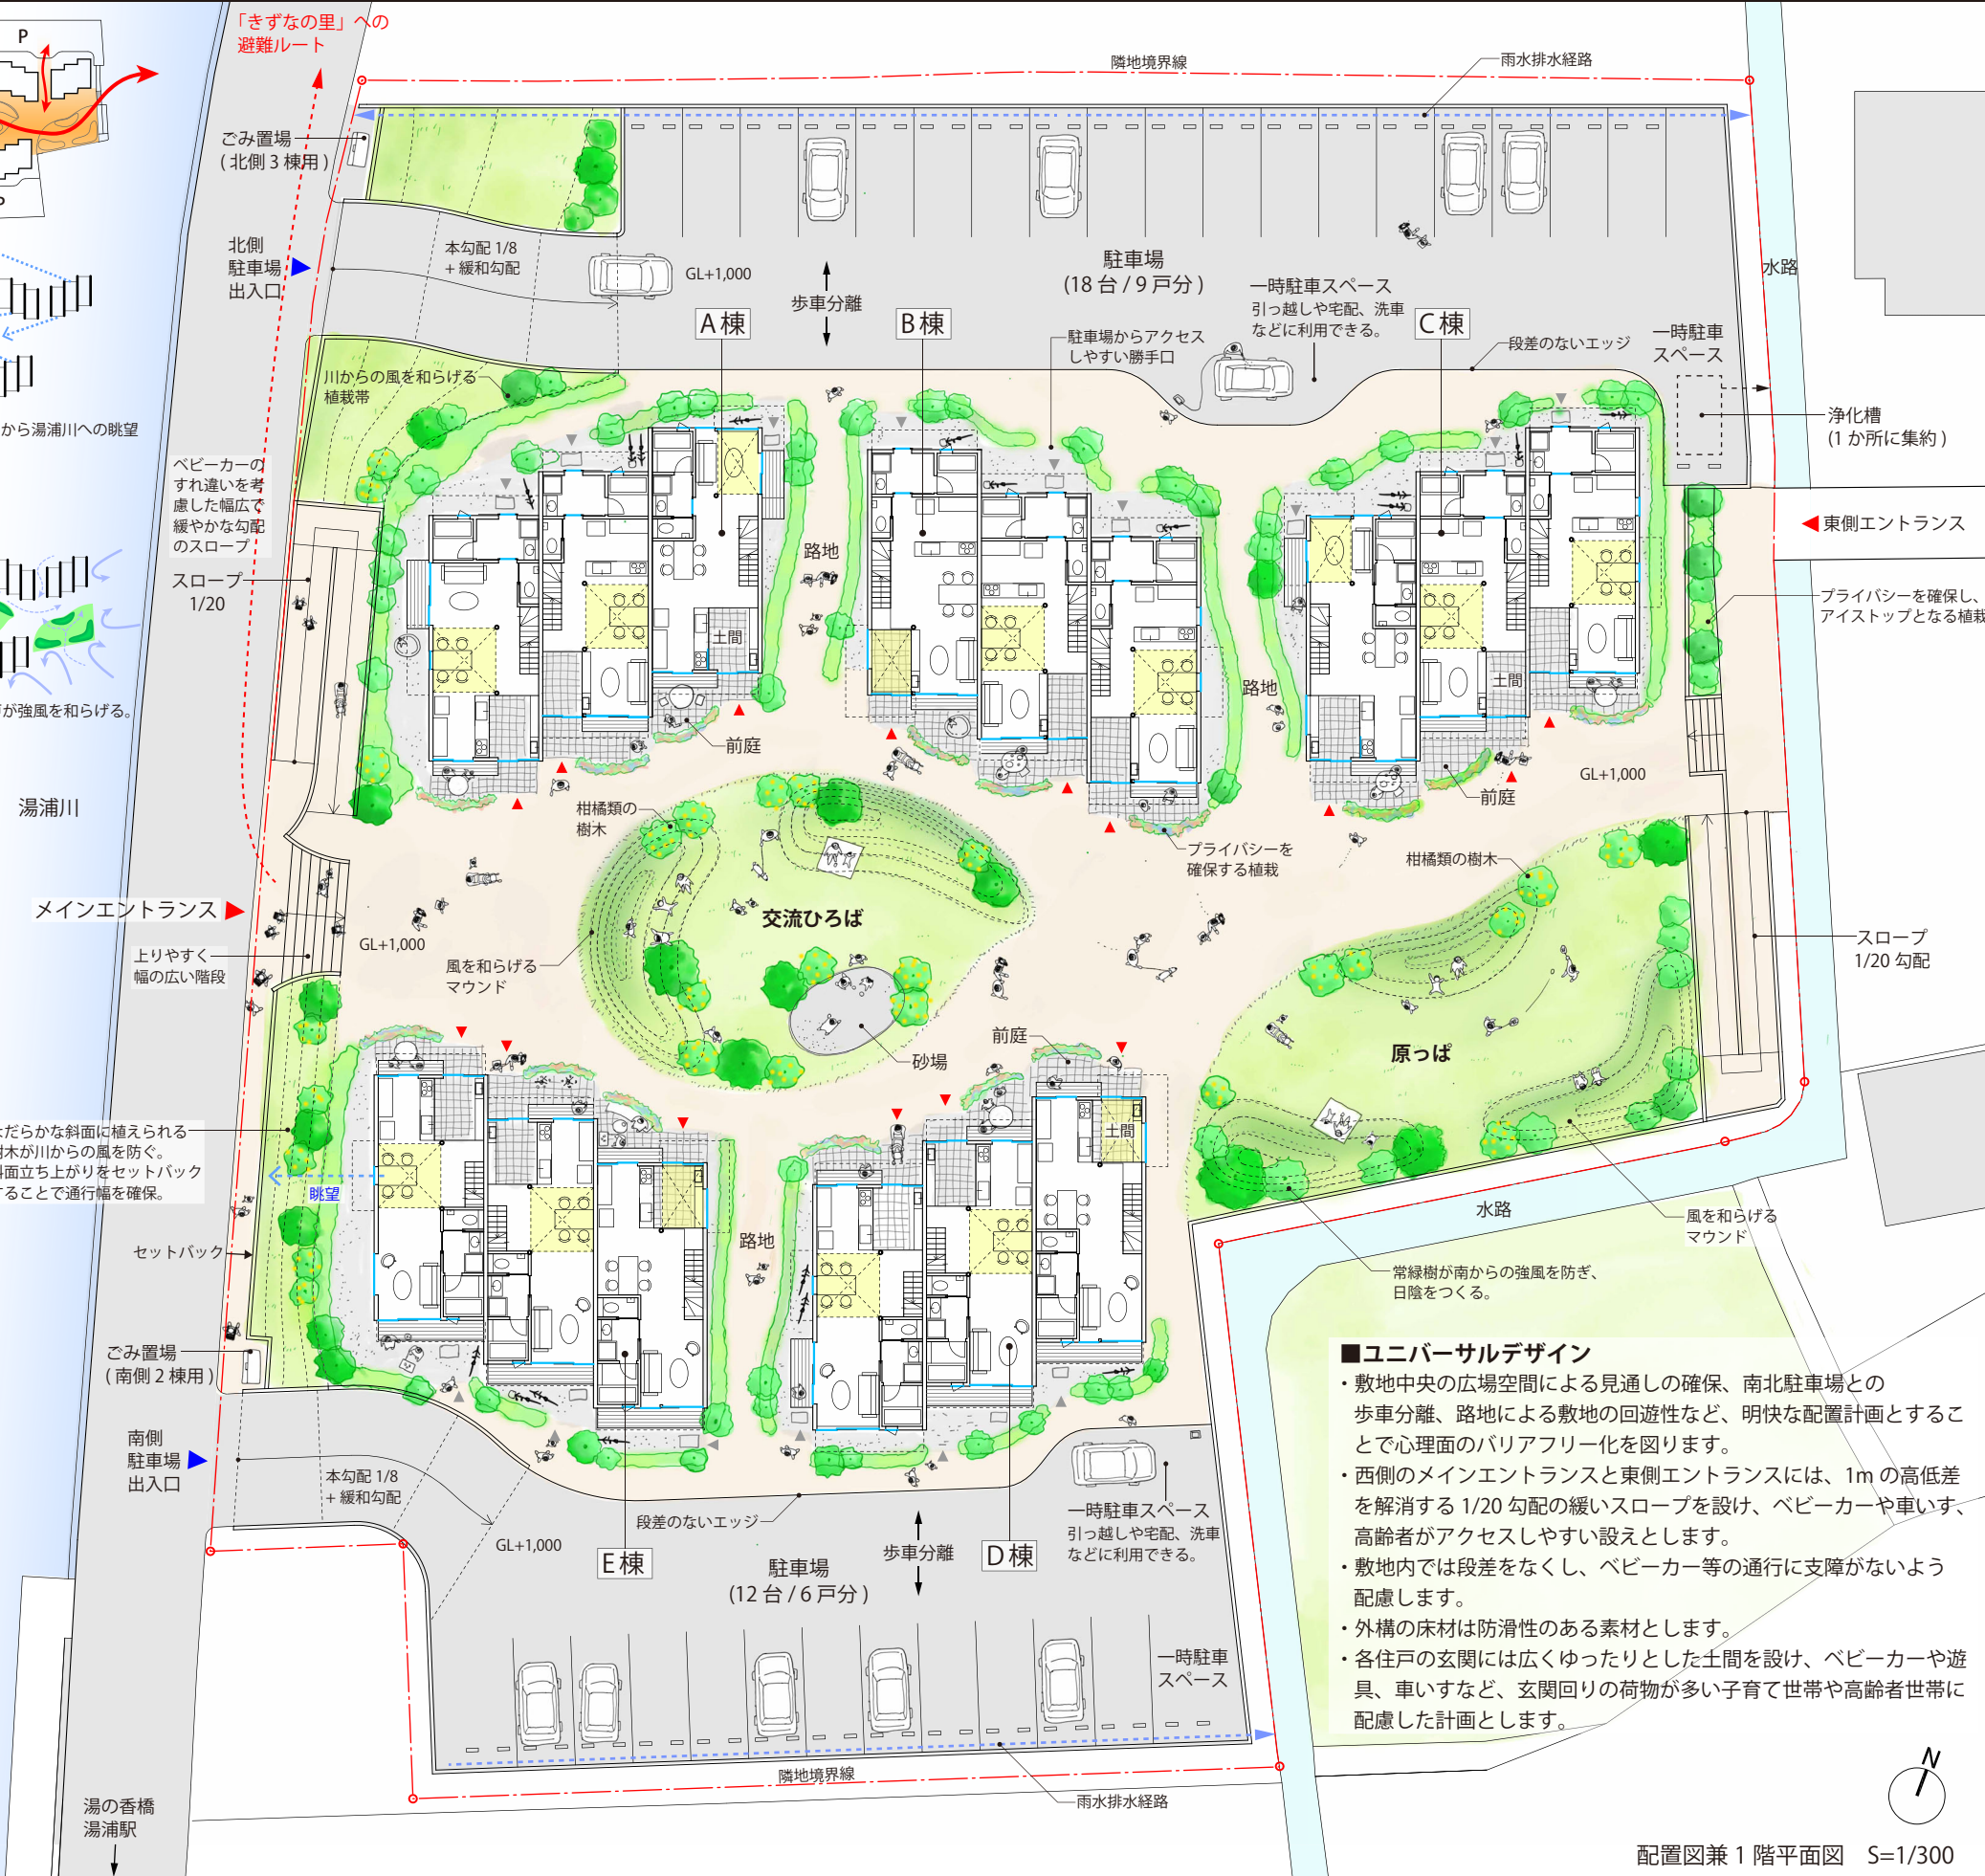 P
「きずなの里」への
避難ルート
隣地境界線
雨水排水経路
ごみ置場
(北側3棟用)
北側
駐車場
出入口
本勾配 1/8
+ 緩和勾配
GL+1,000
歩車分離
駐車場
(18 台 / 9 戸分)
一時駐車スペース
引っ越しや宅配、洗車
などに利用できる。
水路
A棟
B棟
C棟
駐車場からアクセス
しやすい勝手口
段差のないエッジ
一時駐車
スペース
浄化槽
(1 か所に集約)
川からの風を和らげる
植栽帯
から湯浦川への眺望
ベビーカーの
すれ違いを考
慮した幅広で
緩やかな勾配
のスロープ
スロープ
1/20
路地
東側エントランス
プライバシーを確保し、
アイストップとなる植栽
土間
路地
土間
が強風を和らげる。
前庭
前庭
GL+1,000
湯浦川
柑橘類の
樹木
プライバシーを
確保する植栽
柑橘類の樹木
メインエントランス
交流ひろば
GL+1,000
上りやすく
幅の広い階段
風を和らげる
マウンド
スロープ
1/20 勾配
砂場
前庭
原っぱ
だらかな斜面に植えられる
樹木が川からの風を防ぐ。
斜面立ち上がりをセットバック
することで通行幅を確保。
眺望
土間
セットバック
路地
水路
風を和らげる
マウンド
常緑樹が南からの強風を防ぎ、
日陰をつくる。
ごみ置場
(南側2棟用)
南側
駐車場
出入口
本勾配 1/8
+ 緩和勾配
GL+1,000
段差のないエッジ
E棟
駐車場
(12 台 / 6 戸分)
歩車分離
D棟
一時駐車スペース
引っ越しや宅配、洗車
などに利用できる。
一時駐車
スペース
隣地境界線
雨水排水経路
湯の香橋
湯浦駅
■ユニバーサルデザイン
・敷地中央の広場空間による見通しの確保、南北駐車場との
歩車分離、路地による敷地の回遊性など、明快な配置計画とするこ
とで心理面のバリアフリー化を図ります。
・西側のメインエントランスと東側エントランスには、1m の高低差
を解消する 1/20 勾配の緩いスロープを設け、ベビーカーや車いす、
高齢者がアクセスしやすい設えとします。
・敷地内では段差をなくし、ベビーカー等の通行に支障がないよう
配慮します。
・外構の床材は防滑性のある素材とします。
・各住戸の玄関には広くゆったりとした土間を設け、ベビーカーや遊
具、車いすなど、玄関回りの荷物が多い子育て世帯や高齢者世帯に
配慮した計画とします。
N
配置図兼 1 階平面図 S=1/300